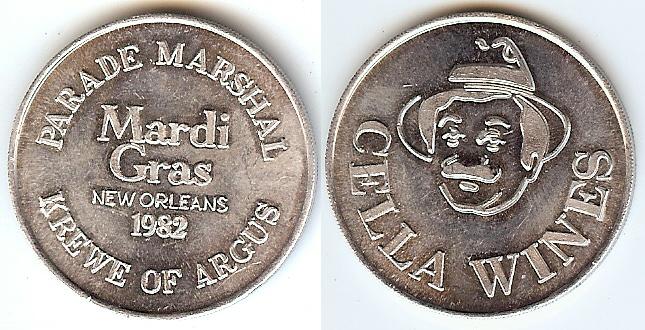 PARADE MARSHAL
Mardi
Gras
NEW ORLEANS
1982
KREWE OF ARGUS
CELLA WINES